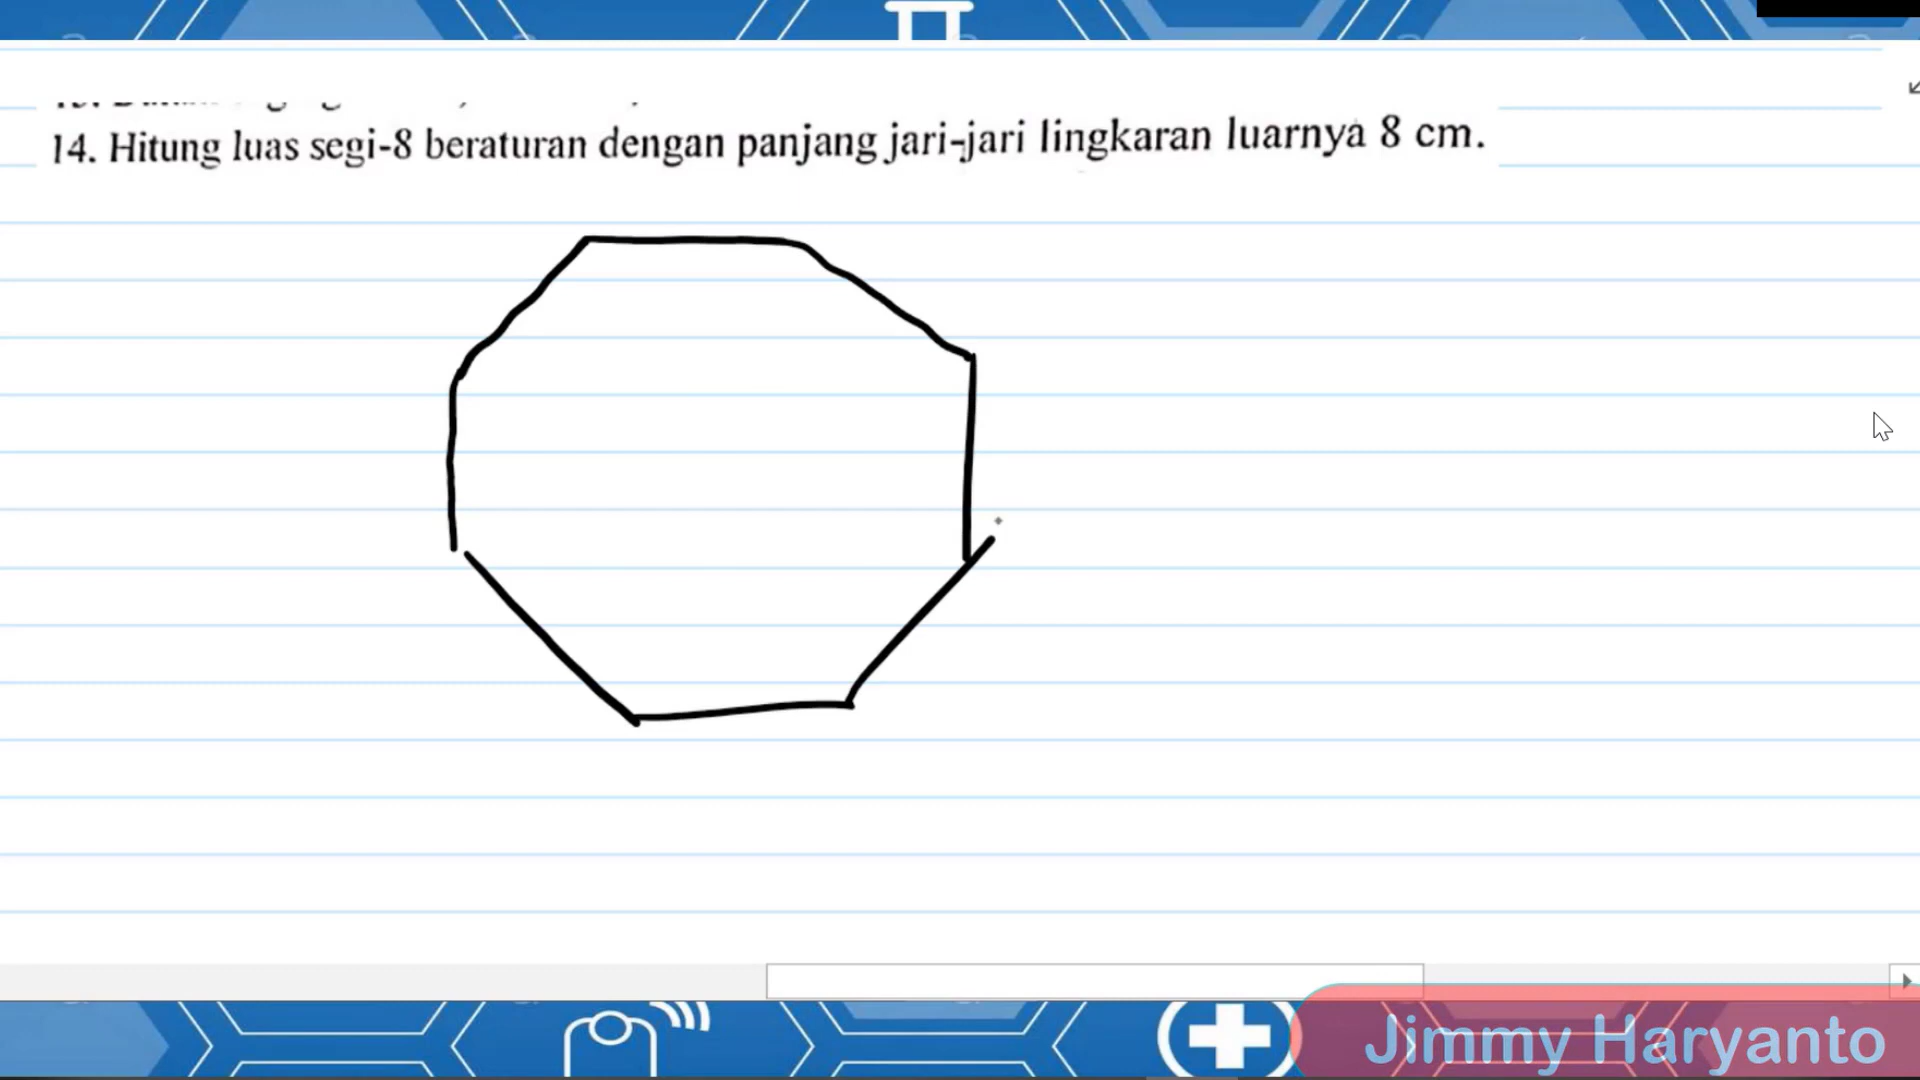 14. Hitung luas segi-8 beraturan dengan panjang jari-jari lingkaran luarnya 8 cm.
Jimmy Haryanto